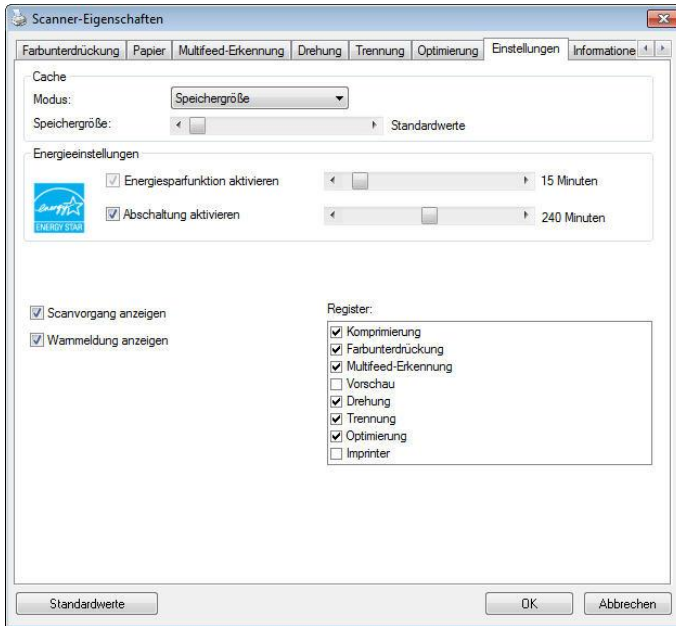 Scanner-Eigenschaften
Farbunterdrückung Papier Multifeed-Erkennung Drehung Trennung Optimierung Einstellungen Informatione
Cache
Modus: Speichergröße
Speichergröße: Standardwerte
Energieeinstellungen
Energiesparfunktion aktivieren 15 Minuten
Abschaltung aktivieren 240 Minuten
energy
ENERGY STAR
Scanvorgang anzeigen
Warnmeldung anzeigen
Register:
Komprimierung
Farbunterdrückung
Multifeed-Erkennung
Vorschau
Drehung
Trennung
Optimierung
Imprinter
Standardwerte OK Abbrechen